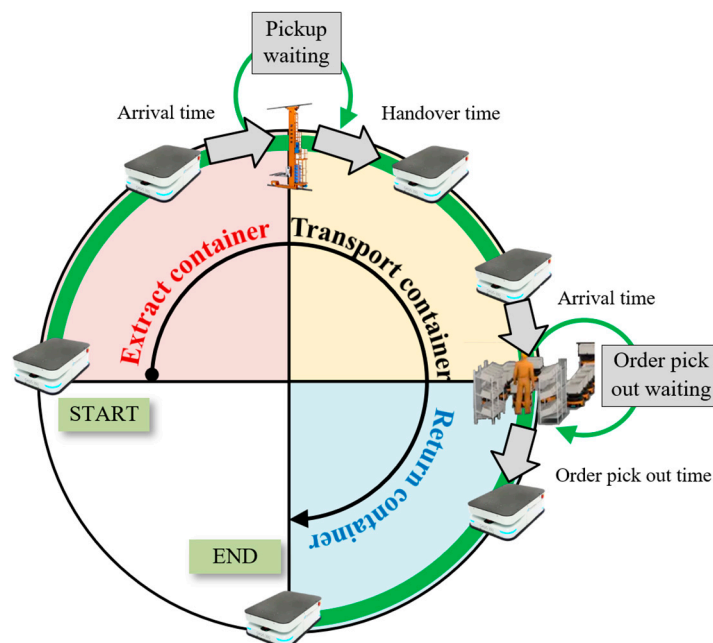 Pickup
waiting
Arrival time
Handover time
Extract container
Transport container
Arrival time
Order pick
out waiting
START
Return container
Order pick out time
END